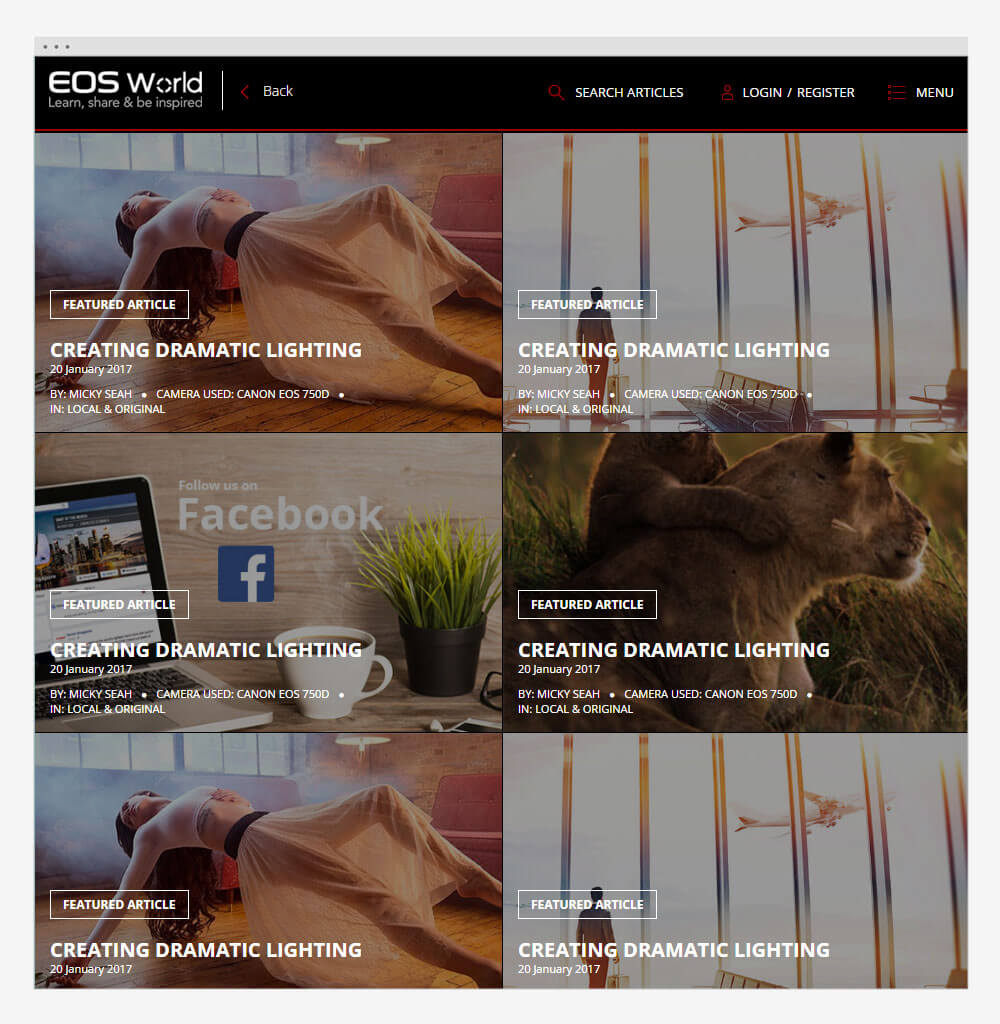 EOS World
Learn, share & be inspired
Back
SEARCH ARTICLES
LOGIN / REGISTER
MENU
FEATURED ARTICLE
CREATING DRAMATIC LIGHTING
20 January 2017
BY: MICKY SEAH • CAMERA USED: CANON EOS 750D •
IN: LOCAL & ORIGINAL
FEATURED ARTICLE
CREATING DRAMATIC LIGHTING
20 January 2017
BY: MICKY SEAH • CAMERA USED: CANON EOS 750D •
IN: LOCAL & ORIGINAL
Follow us on
Facebook
FEATURED ARTICLE
CREATING DRAMATIC LIGHTING
20 January 2017
BY: MICKY SEAH • CAMERA USED: CANON EOS 750D •
IN: LOCAL & ORIGINAL
FEATURED ARTICLE
CREATING DRAMATIC LIGHTING
20 January 2017
BY: MICKY SEAH • CAMERA USED: CANON EOS 750D •
IN: LOCAL & ORIGINAL
FEATURED ARTICLE
CREATING DRAMATIC LIGHTING
20 January 2017
FEATURED ARTICLE
CREATING DRAMATIC LIGHTING
20 January 2017